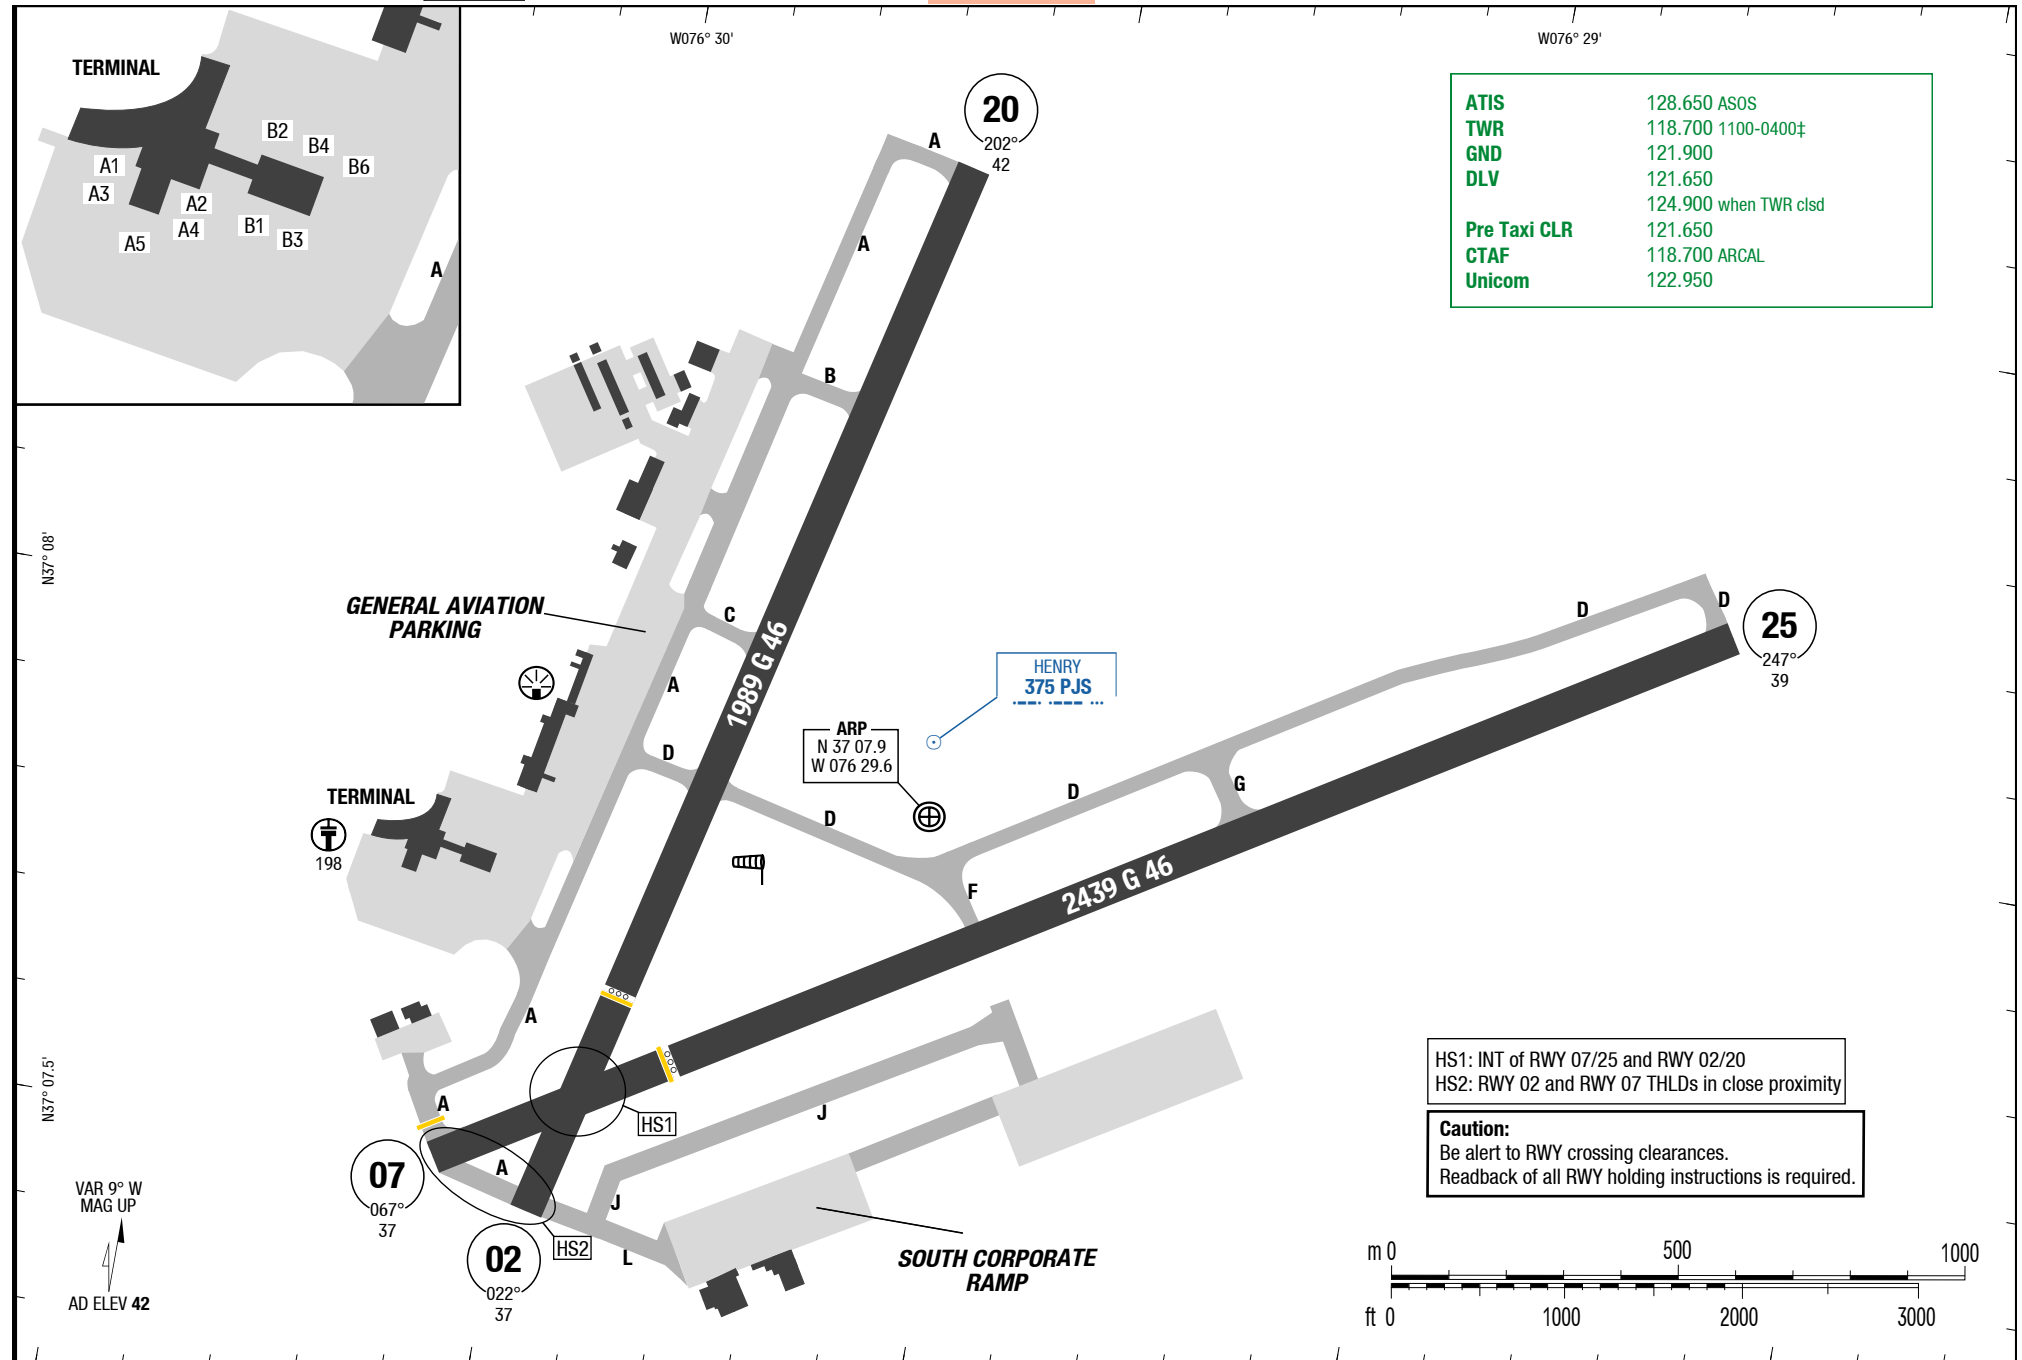 W076° 30'
W076° 29'
TERMINAL
B2
B4
B6
A1
A3
A2
A4
A5
B1
B3
A
20
202°
42
A
A
ATIS 128.650 ASOS
TWR 118.700 1100-0400‡
GND 121.900
DLV 121.650
124.900 when TWR clsd
Pre Taxi CLR 121.650
CTAF 118.700 ARCAL
Unicom 122.950
B
N37° 08'
GENERAL AVIATION
PARKING
C
1989 G 46
A
D
D
D
25
247°
39
HENRY
375 PJS
ARP
N 37 07.9
W 076 29.6
D
D
G
TERMINAL
198
F
2439 G 46
A
N37° 07.5'
A
HS1
J
HS1: INT of RWY 07/25 and RWY 02/20
HS2: RWY 02 and RWY 07 THLDs in close proximity
Caution:
Be alert to RWY crossing clearances.
Readback of all RWY holding instructions is required.
07
067°
37
A
J
HS2
L
02
022°
37
SOUTH CORPORATE
RAMP
VAR 9° W
MAG UP
AD ELEV 42
m 0 500 1000
ft 0 1000 2000 3000